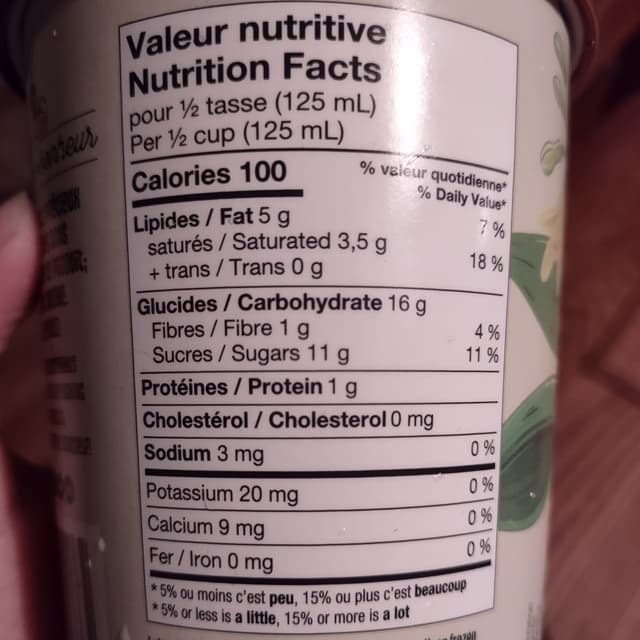 Valeur nutritive
Nutrition Facts
pour ½ tasse (125 mL)
Per ½ cup (125 mL)
Calories 100
% valeur quotidienne*
% Daily Value*
Lipides / Fat 5 g 7 %
saturés / Saturated 3,5 g
+ trans / Trans 0 g 18 %
Glucides / Carbohydrate 16 g
Fibres / Fibre 1 g 4 %
Sucres / Sugars 11 g 11 %
Protéines / Protein 1 g
Cholestérol / Cholesterol 0 mg
Sodium 3 mg 0 %
Potassium 20 mg 0 %
Calcium 9 mg 0 %
Fer / Iron 0 mg 0 %
* 5% ou moins c'est peu, 15% ou plus c'est beaucoup
* 5% or less is a little, 15% or more is a lot